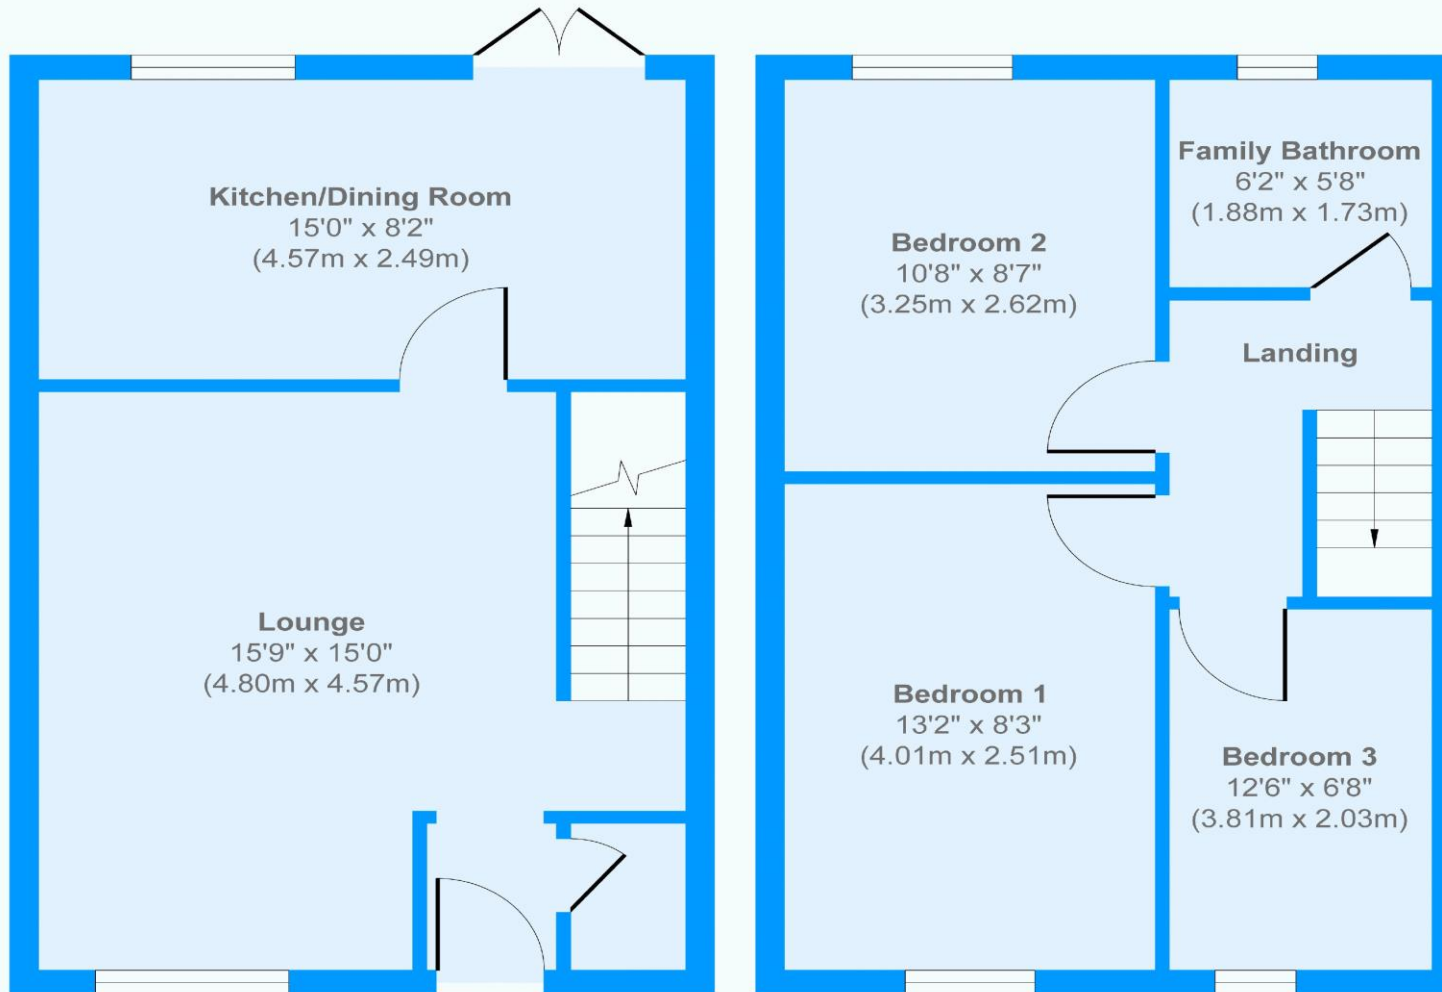 Kitchen/Dining Room
15'0" x 8'2"
(4.57m x 2.49m)
Lounge
15'9" x 15'0"
(4.80m x 4.57m)
Bedroom 2
10'8" x 8'7"
(3.25m x 2.62m)
Family Bathroom
6'2" x 5'8"
(1.88m x 1.73m)
Landing
Bedroom 1
13'2" x 8'3"
(4.01m x 2.51m)
Bedroom 3
12'6" x 6'8"
(3.81m x 2.03m)